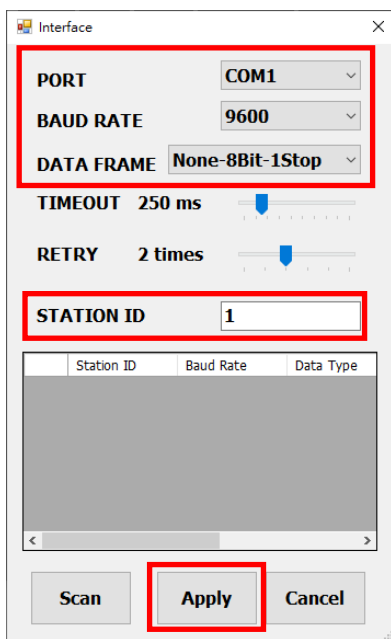 Interface
PORT COM1
BAUD RATE 9600
DATA FRAME None-8Bit-1Stop
TIMEOUT 250 ms
RETRY 2 times
STATION ID 1
Station ID Baud Rate Data Type
Scan Apply Cancel